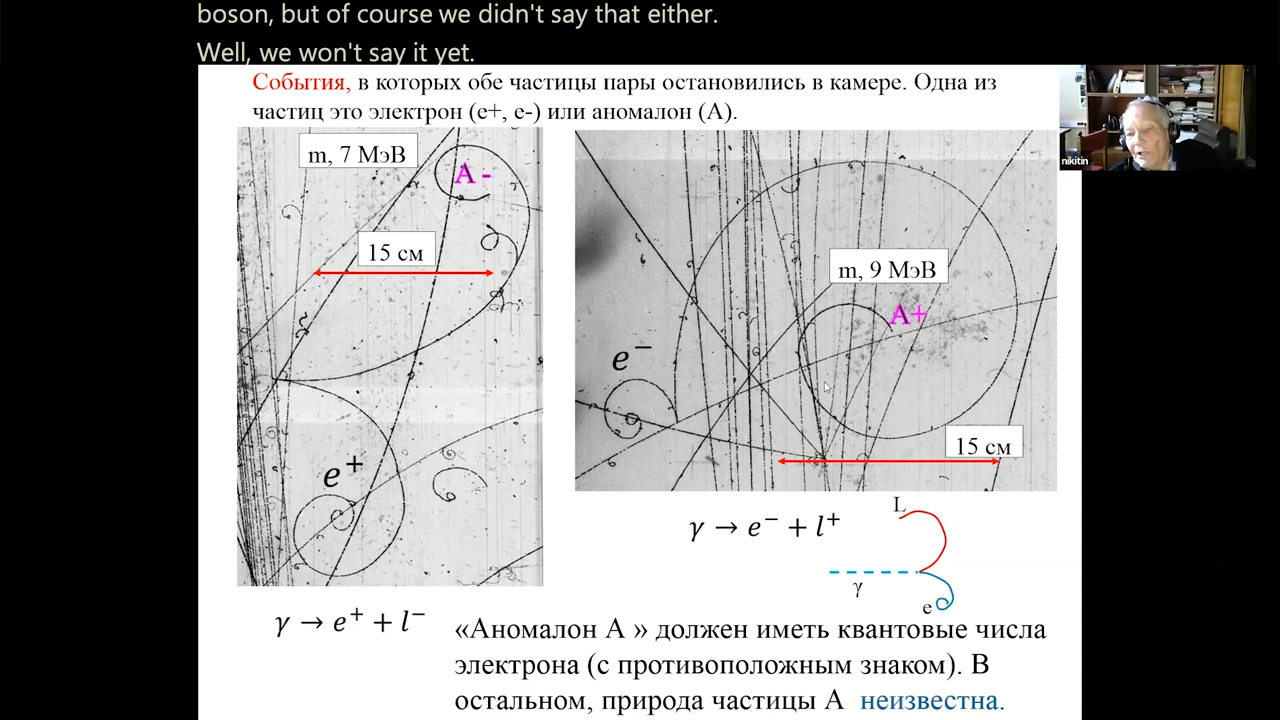 boson, but of course we didn't say that either.
Well, we won't say it yet.
События, в которых обе частицы пары остановились в камере. Одна из
частиц это электрон (e+, e-) или аномалон (А).
m, 7 МэВ
A -
15 см
e⁺
m, 9 МэВ
A+
e⁻
15 см
nikitin
γ → e⁻ + l⁺
L
γ
e
γ → e⁺ + l⁻
«Аномалон А » должен иметь квантовые числа
электрона (с противоположным знаком). В
остальном, природа частицы А неизвестна.